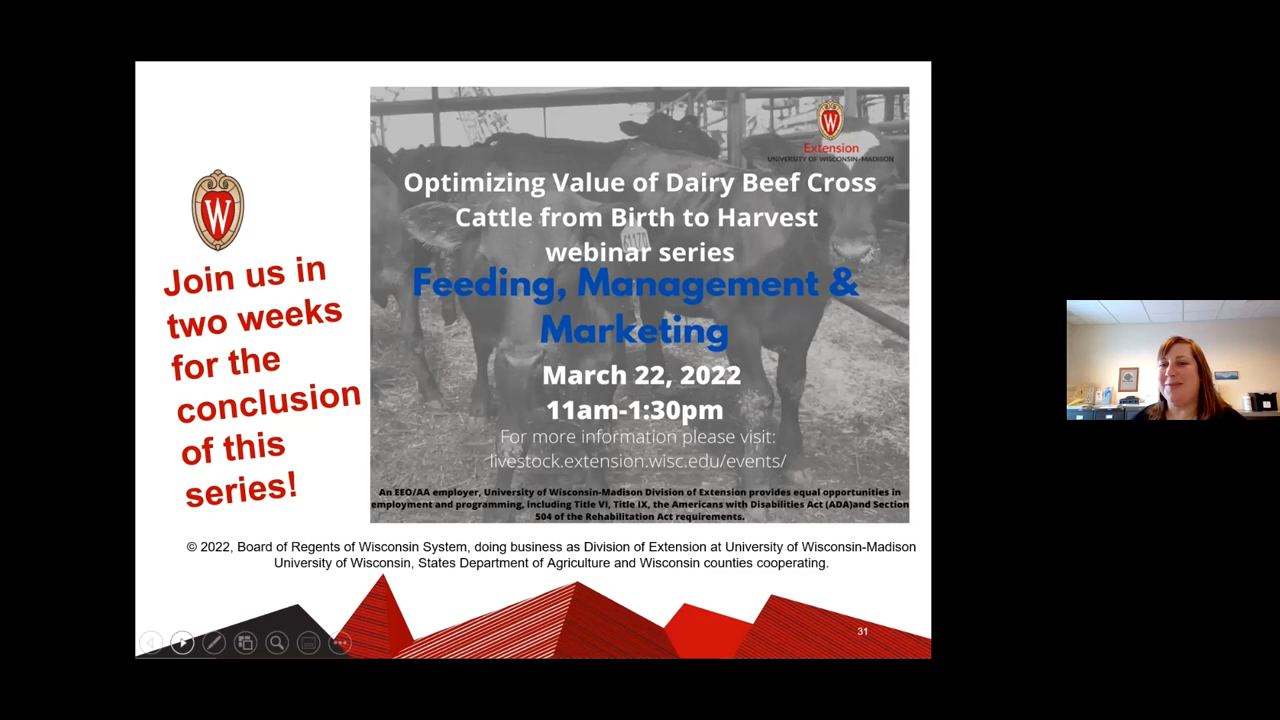 W
Join us in
two weeks
for the
conclusion
of this
series!
W
Extension
UNIVERSITY OF WISCONSIN-MADISON
Optimizing Value of Dairy Beef Cross
Cattle from Birth to Harvest
webinar series
Feeding, Management &
Marketing
March 22, 2022
11am-1:30pm
For more information please visit:
livestock.extension.wisc.edu/events/
An EEO/AA employer, University of Wisconsin-Madison Division of Extension provides equal opportunities in
employment and programming, including Title VI, Title IX, the Americans with Disabilities Act (ADA)and Section
504 of the Rehabilitation Act requirements.
© 2022, Board of Regents of Wisconsin System, doing business as Division of Extension at University of Wisconsin-Madison
University of Wisconsin, States Department of Agriculture and Wisconsin counties cooperating.
31